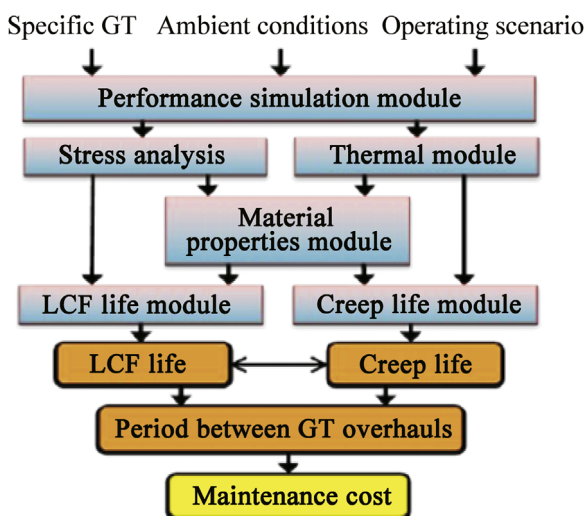 Specific GT Ambient conditions Operating scenario
Performance simulation module
Stress analysis
Thermal module
Material
properties module
LCF life module
Creep life module
LCF life
Creep life
Period between GT overhauls
Maintenance cost